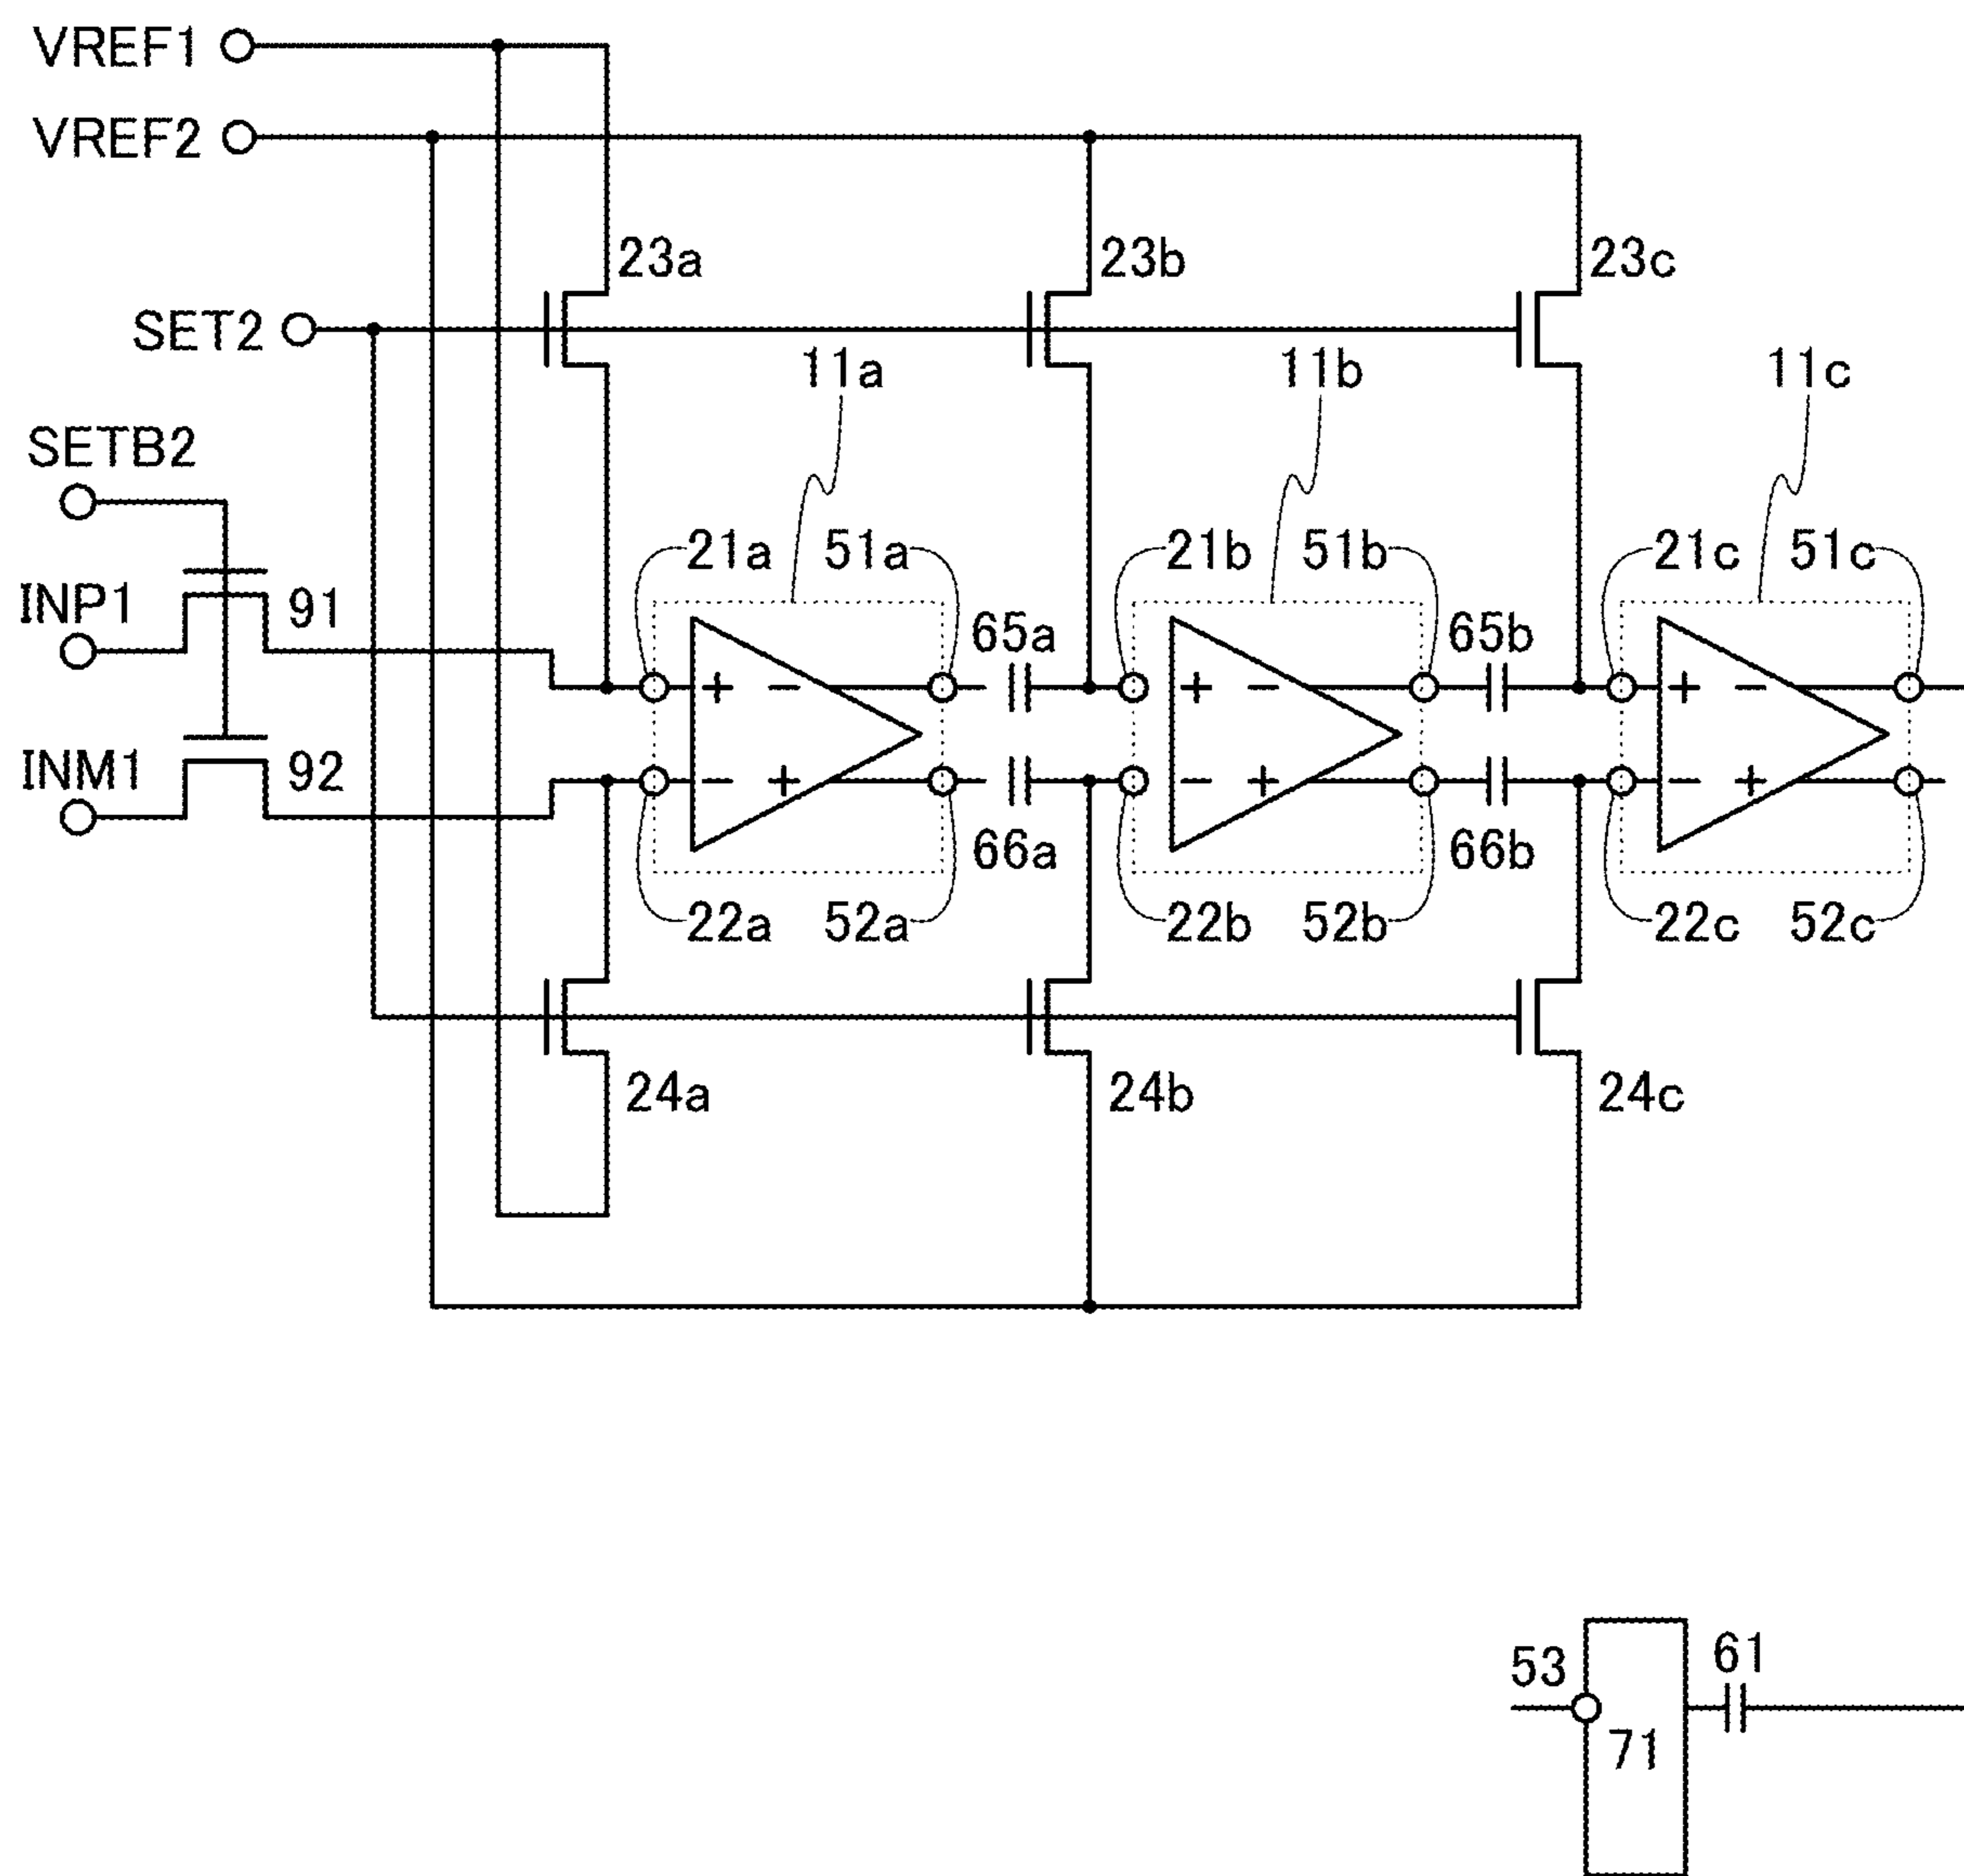 VREF1
VREF2
23a 23b 23c
SET2
11a 11b 11c
SETB2
21a 51a 21b 51b 21c 51c
INP1 91 65a 65b
+ − + − + −
INM1 92 − + − + − +
66a 66b
22a 52a 22b 52b 22c 52c
24a 24b 24c
53 61
71